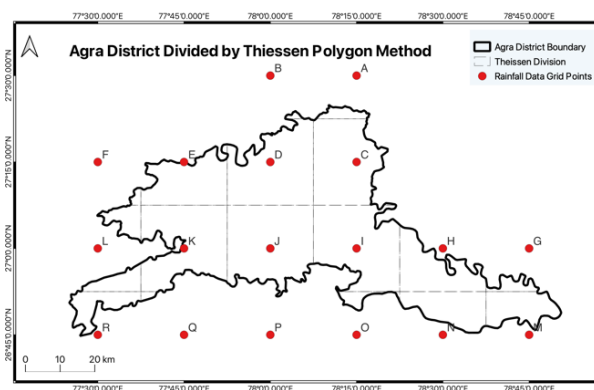 77°30'0.000"E 77°45'0.000"E 78°0'0.000"E 78°15'0.000"E 78°30'0.000"E 78°45'0.000"E
Agra District Divided by Thiessen Polygon Method
Agra District Boundary
Theissen Division
Rainfall Data Grid Points
27°30'0.000"N
B A
27°15'0.000"N
F E D C
27°0'0.000"N
L K J I H G
26°45'0.000"N
R Q P O N M
0 10 20 km
77°30'0.000"E 77°45'0.000"E 78°0'0.000"E 78°15'0.000"E 78°30'0.000"E 78°45'0.000"E